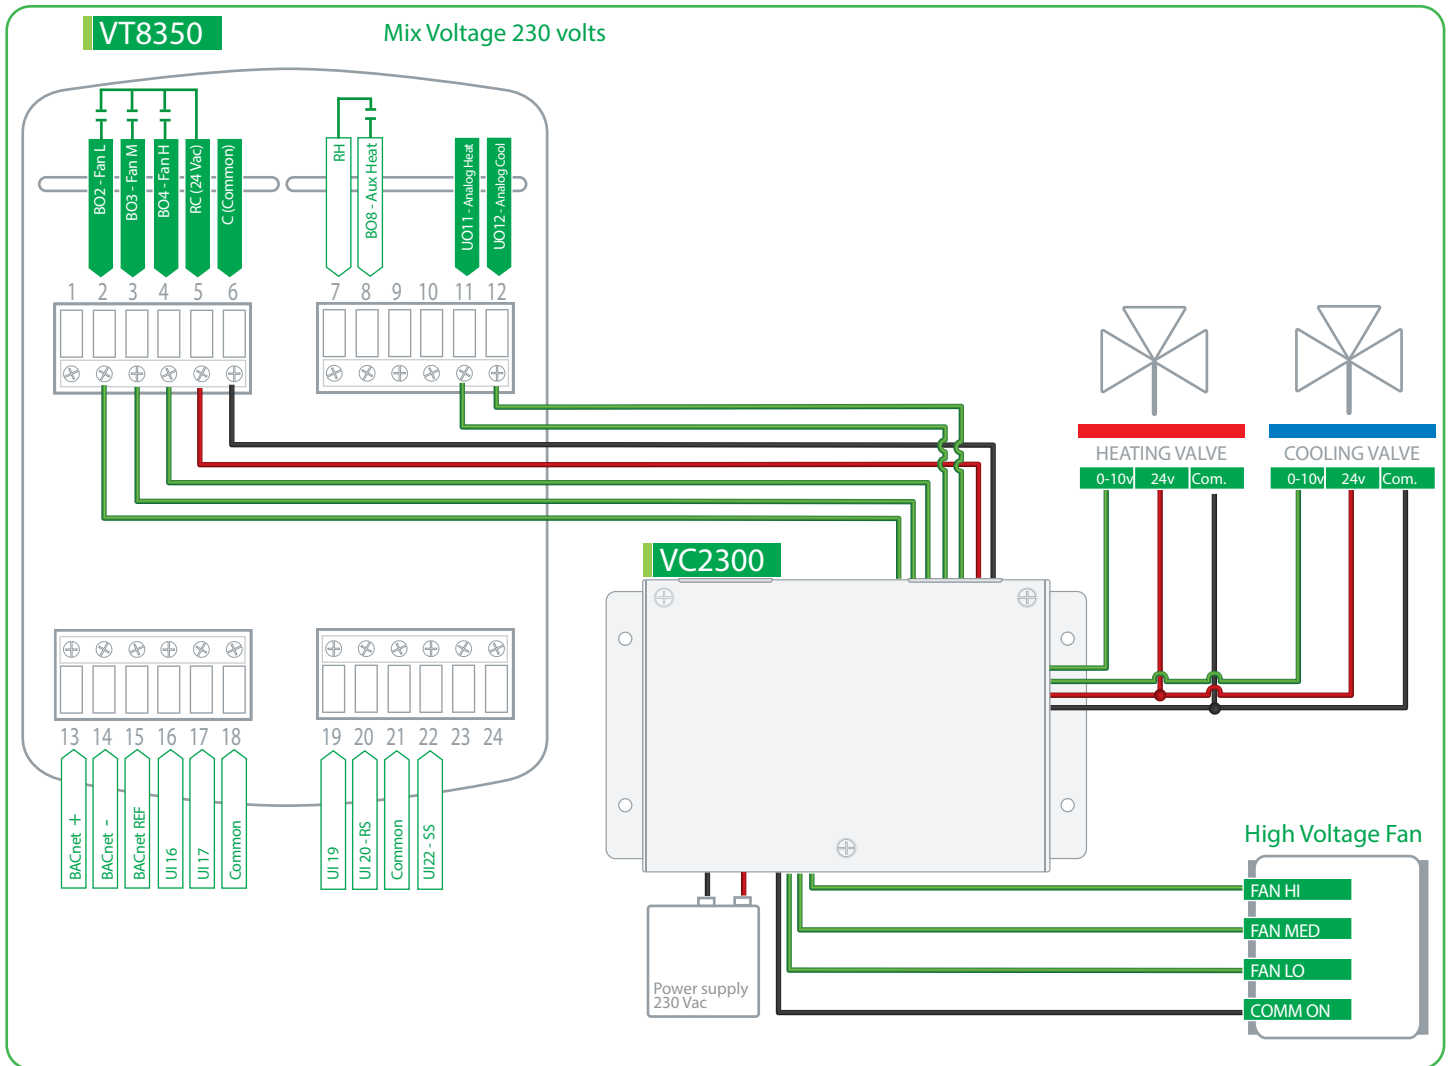 VT8350
Mix Voltage 230 volts
BO2 - Fan L
BO3 - Fan M
BO4 - Fan H
RC (24 Vac)
C (Common)
RH
BO8 - Aux Heat
UO11 - Analog Heat
UO12 - Analog Cool
1 2 3 4 5 6
7 8 9 10 11 12
HEATING VALVE
0-10v 24v Com.
COOLING VALVE
0-10v 24v Com.
VC2300
13 14 15 16 17 18
19 20 21 22 23 24
BACnet +
BACnet -
BACnet REF
UI 16
UI 17
Common
UI 19
UI 20 - RS
Common
UI22 - SS
High Voltage Fan
FAN HI
FAN MED
FAN LO
COMM ON
Power supply
230 Vac